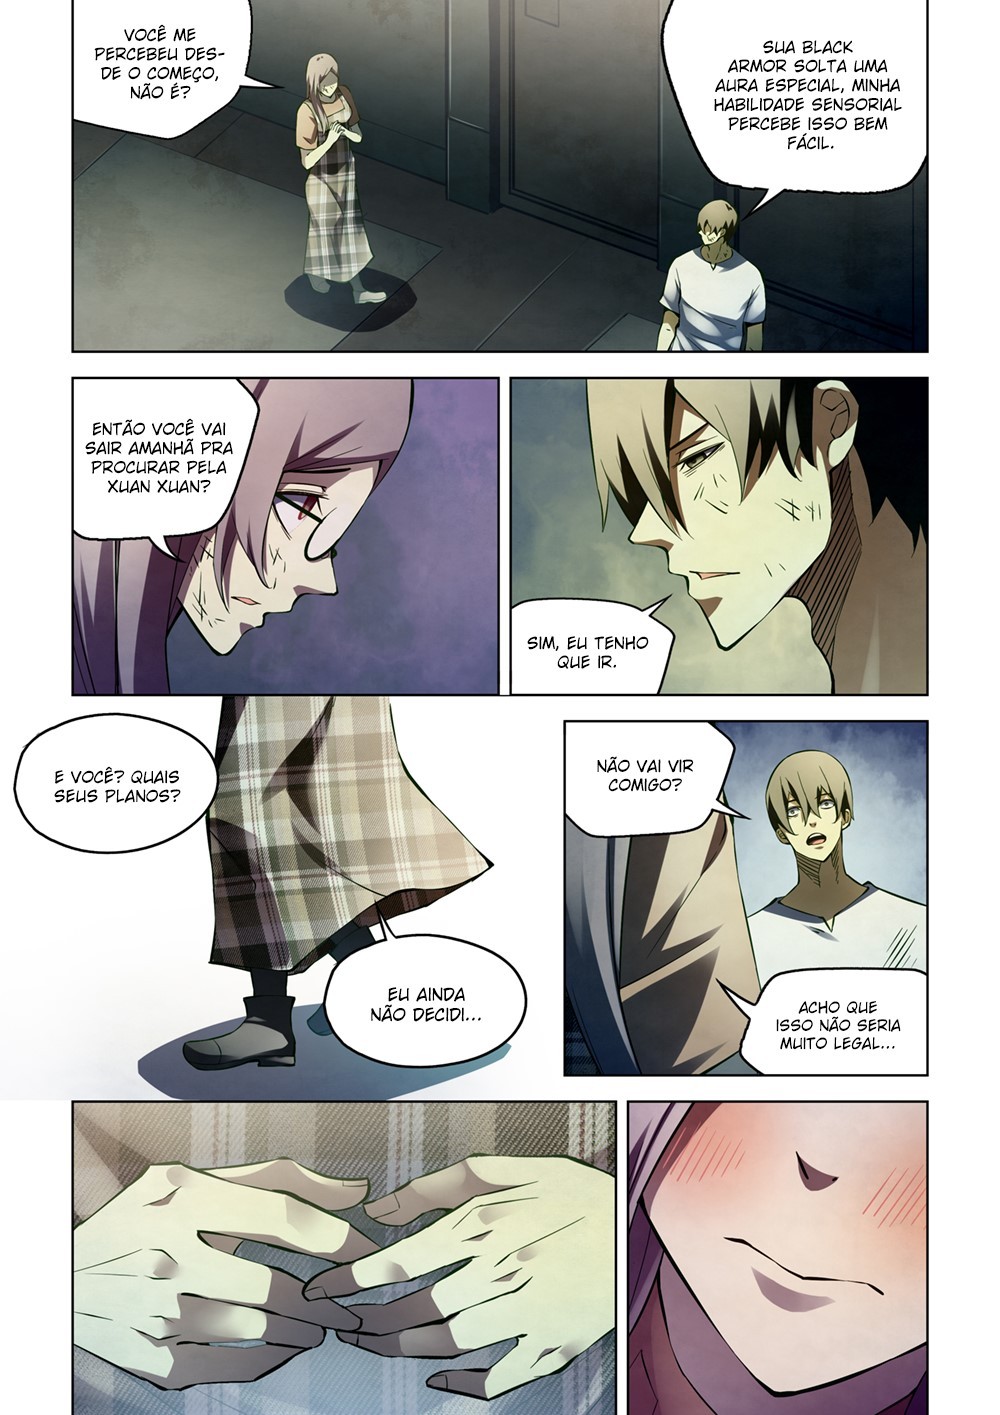 VOCÊ ME
PERCEBEU DES-
DE O COMEÇO,
NÃO É?
SUA BLACK
ARMOR SOLTA UMA
AURA ESPECIAL, MINHA
HABILIDADE SENSORIAL
PERCEBE ISSO BEM
FÁCIL.
ENTÃO VOCÊ VAI
SAIR AMANHÃ PRA
PROCURAR PELA
XUAN XUAN?
SIM, EU TENHO
QUE IR.
E VOCÊ? QUAIS
SEUS PLANOS?
EU AINDA
NÃO DECIDI...
NÃO VAI VIR
COMIGO?
ACHO QUE
ISSO NÃO SERIA
MUITO LEGAL...